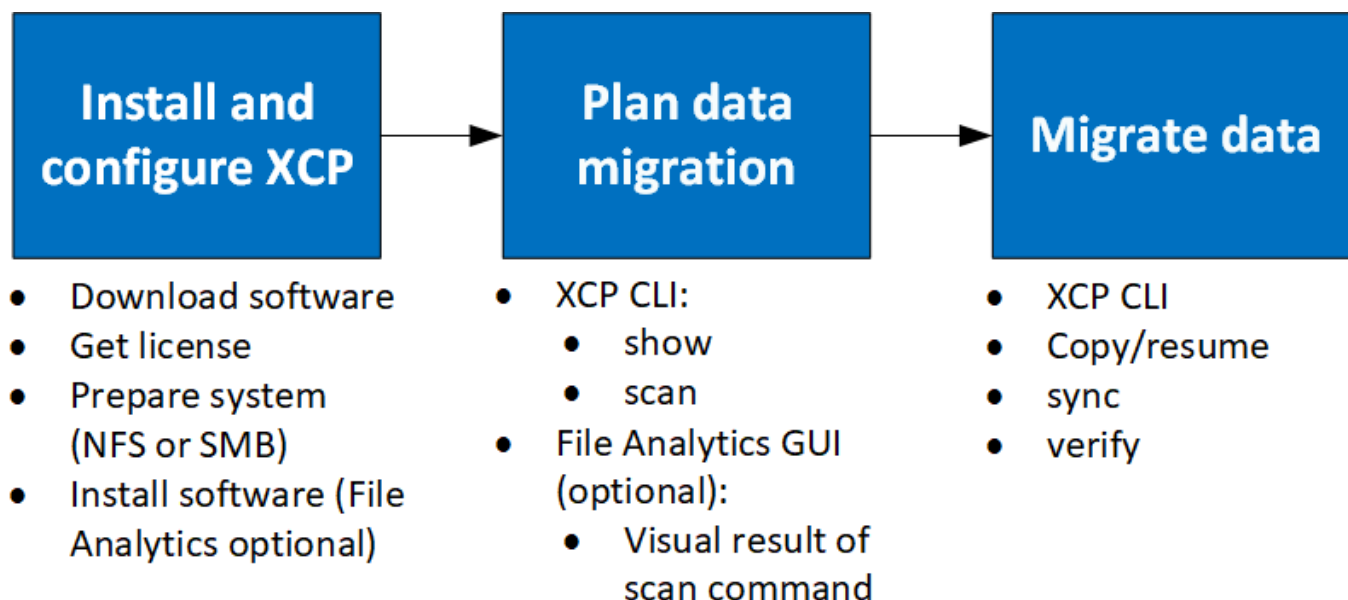 Install and
configure XCP
• Download software
• Get license
• Prepare system
(NFS or SMB)
• Install software (File
Analytics optional)
Plan data
migration
• XCP CLI:
• show
• scan
• File Analytics GUI
(optional):
• Visual result of
scan command
Migrate data
• XCP CLI
• Copy/resume
• sync
• verify